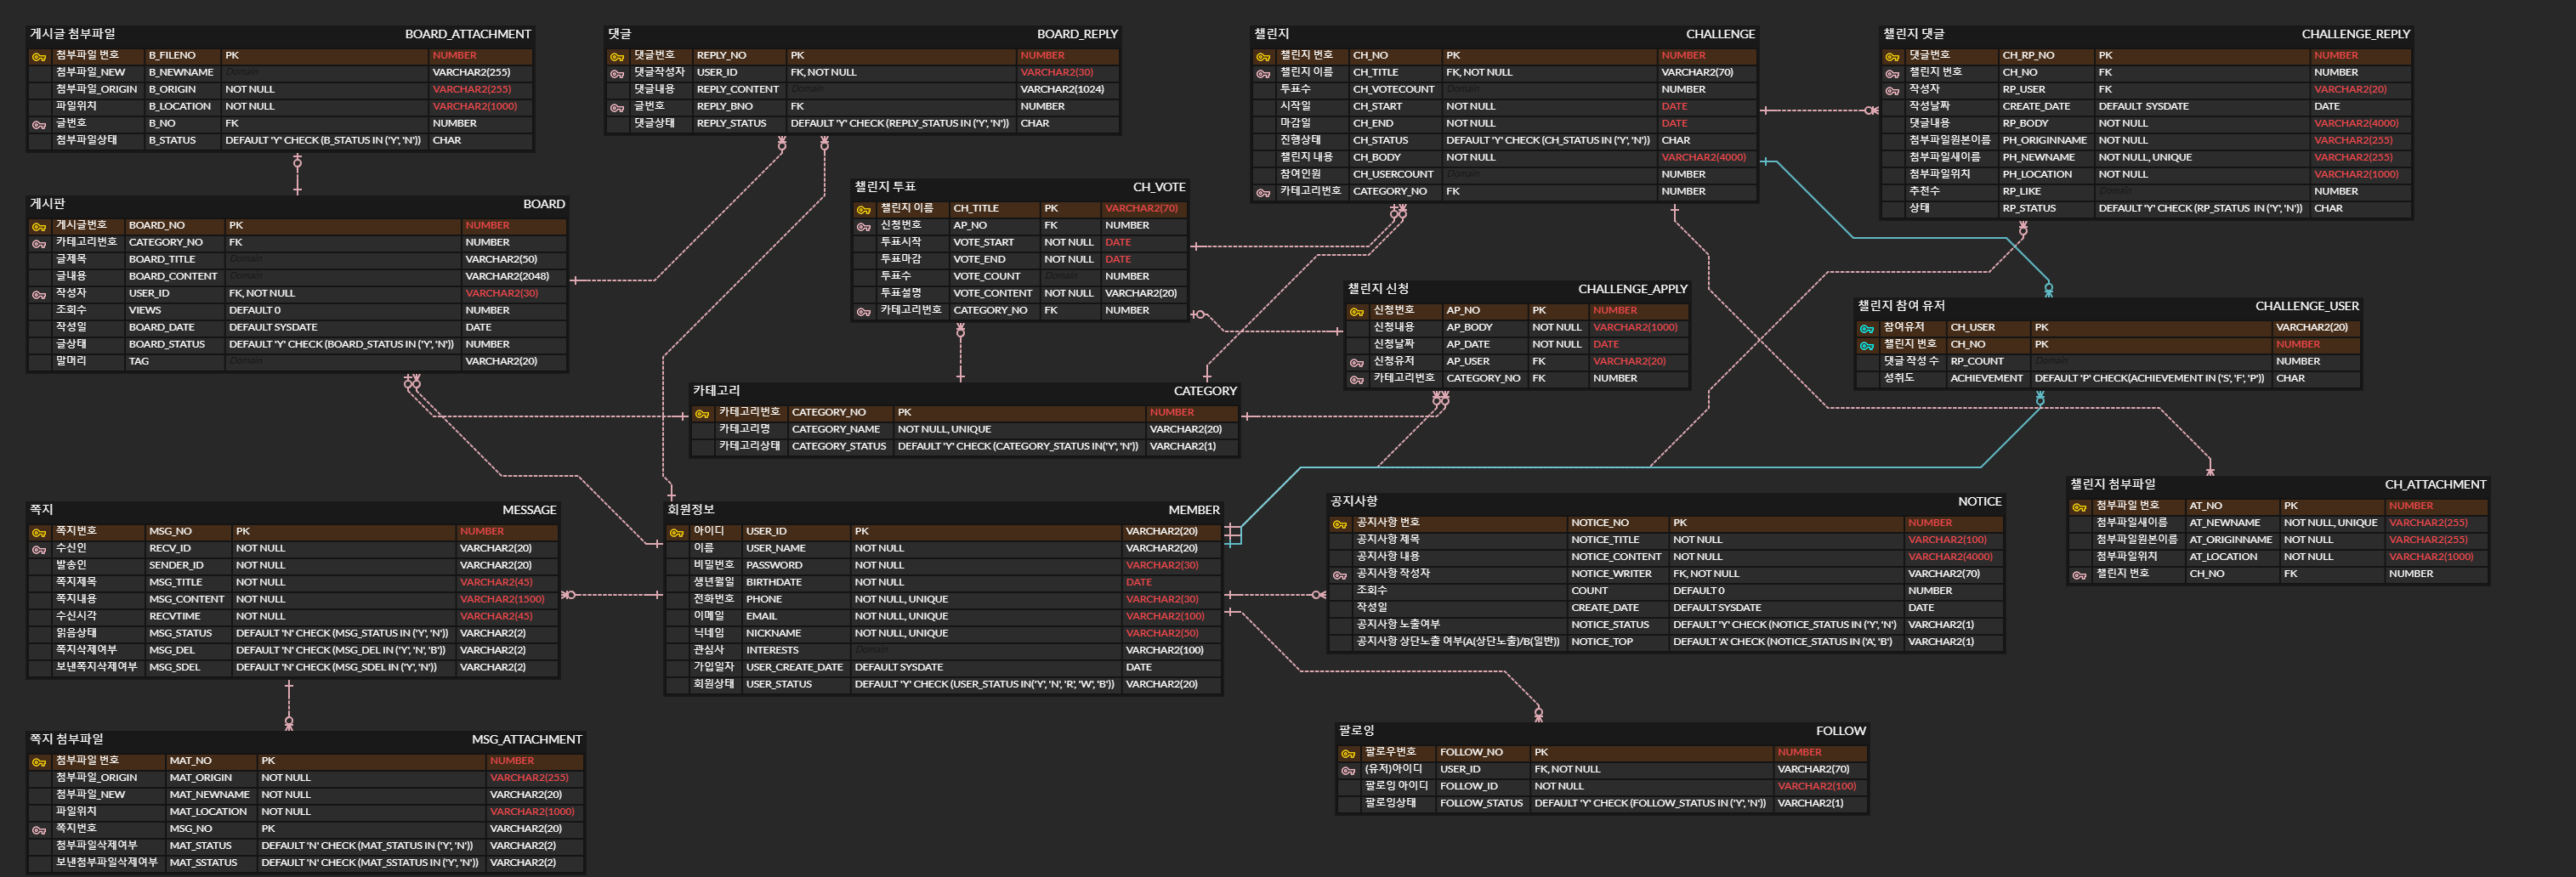 게시글 첨부파일 BOARD_ATTACHMENT
첨부파일 번호 B_FILENO PK NUMBER
첨부파일_NEW B_NEWNAME Domain VARCHAR2(255)
첨부파일_ORIGIN B_ORIGIN NOT NULL VARCHAR2(255)
파일위치 B_LOCATION NOT NULL VARCHAR2(1000)
글번호 B_NO FK NUMBER
첨부파일상태 B_STATUS DEFAULT 'Y' CHECK (B_STATUS IN ('Y', 'N')) CHAR
댓글 BOARD_REPLY
댓글번호 REPLY_NO PK NUMBER
댓글작성자 USER_ID FK, NOT NULL VARCHAR2(30)
댓글내용 REPLY_CONTENT Domain VARCHAR2(1024)
글번호 REPLY_BNO FK NUMBER
댓글상태 REPLY_STATUS DEFAULT 'Y' CHECK (REPLY_STATUS IN ('Y', 'N')) CHAR
챌린지 CHALLENGE
챌린지 번호 CH_NO PK NUMBER
챌린지 이름 CH_TITLE FK, NOT NULL VARCHAR2(70)
투표수 CH_VOTECOUNT Domain NUMBER
시작일 CH_START NOT NULL DATE
마감일 CH_END NOT NULL DATE
진행상태 CH_STATUS DEFAULT 'Y' CHECK (CH_STATUS IN ('Y', 'N')) CHAR
챌린지 내용 CH_BODY NOT NULL VARCHAR2(4000)
참여인원 CH_USERCOUNT Domain NUMBER
카테고리번호 CATEGORY_NO FK NUMBER
챌린지 댓글 CHALLENGE_REPLY
댓글번호 CH_RP_NO PK NUMBER
챌린지 번호 CH_NO FK NUMBER
작성자 RP_USER FK VARCHAR2(20)
작성날짜 CREATE_DATE DEFAULT SYSDATE DATE
댓글내용 RP_BODY NOT NULL VARCHAR2(4000)
첨부파일원본이름 PH_ORIGINNAME NOT NULL VARCHAR2(255)
첨부파일새이름 PH_NEWNAME NOT NULL, UNIQUE VARCHAR2(255)
첨부파일위치 PH_LOCATION NOT NULL VARCHAR2(1000)
추천수 RP_LIKE Domain NUMBER
상태 RP_STATUS DEFAULT 'Y' CHECK (RP_STATUS IN ('Y', 'N')) CHAR
게시판 BOARD
게시글번호 BOARD_NO PK NUMBER
카테고리번호 CATEGORY_NO FK NUMBER
글제목 BOARD_TITLE Domain VARCHAR2(50)
글내용 BOARD_CONTENT Domain VARCHAR2(2048)
작성자 USER_ID FK, NOT NULL VARCHAR2(30)
조회수 VIEWS DEFAULT 0 NUMBER
작성일 BOARD_DATE DEFAULT SYSDATE DATE
글상태 BOARD_STATUS DEFAULT 'Y' CHECK (BOARD_STATUS IN ('Y', 'N')) NUMBER
말머리 TAG Domain VARCHAR2(20)
챌린지 투표 CH_VOTE
챌린지 이름 CH_TITLE PK VARCHAR2(70)
신청번호 AP_NO FK NUMBER
투표시작 VOTE_START NOT NULL DATE
투표마감 VOTE_END NOT NULL DATE
투표수 VOTE_COUNT Domain NUMBER
투표설명 VOTE_CONTENT NOT NULL VARCHAR2(20)
카테고리번호 CATEGORY_NO FK NUMBER
챌린지 신청 CHALLENGE_APPLY
신청번호 AP_NO PK NUMBER
신청내용 AP_BODY NOT NULL VARCHAR2(1000)
신청날짜 AP_DATE NOT NULL DATE
신청유저 AP_USER FK VARCHAR2(20)
카테고리번호 CATEGORY_NO FK NUMBER
챌린지 참여 유저 CHALLENGE_USER
참여유저 CH_USER PK VARCHAR2(20)
챌린지 번호 CH_NO PK NUMBER
댓글 작성 수 RP_COUNT Domain NUMBER
성취도 ACHIEVEMENT DEFAULT 'P' CHECK(ACHIEVEMENT IN ('S', 'F', 'P')) CHAR
카테고리 CATEGORY
카테고리번호 CATEGORY_NO PK NUMBER
카테고리명 CATEGORY_NAME NOT NULL, UNIQUE VARCHAR2(20)
카테고리상태 CATEGORY_STATUS DEFAULT 'Y' CHECK (CATEGORY_STATUS IN('Y', 'N')) VARCHAR2(1)
쪽지 MESSAGE
쪽지번호 MSG_NO PK NUMBER
수신인 RECV_ID NOT NULL VARCHAR2(20)
발송인 SENDER_ID NOT NULL VARCHAR2(20)
쪽지제목 MSG_TITLE NOT NULL VARCHAR2(45)
쪽지내용 MSG_CONTENT NOT NULL VARCHAR2(1500)
수신시각 RECVTIME NOT NULL VARCHAR2(45)
읽음상태 MSG_STATUS DEFAULT 'N' CHECK (MSG_STATUS IN ('Y', 'N')) VARCHAR2(2)
쪽지삭제여부 MSG_DEL DEFAULT 'N' CHECK (MSG_DEL IN ('Y', 'N', 'B')) VARCHAR2(2)
보낸쪽지삭제여부 MSG_SDEL DEFAULT 'N' CHECK (MSG_SDEL IN ('Y', 'N')) VARCHAR2(2)
회원정보 MEMBER
아이디 USER_ID PK VARCHAR2(20)
이름 USER_NAME NOT NULL VARCHAR2(20)
비밀번호 PASSWORD NOT NULL VARCHAR2(30)
생년월일 BIRTHDATE NOT NULL DATE
전화번호 PHONE NOT NULL, UNIQUE VARCHAR2(30)
이메일 EMAIL NOT NULL, UNIQUE VARCHAR2(100)
닉네임 NICKNAME NOT NULL, UNIQUE VARCHAR2(50)
관심사 INTERESTS Domain VARCHAR2(100)
가입일자 USER_CREATE_DATE DEFAULT SYSDATE DATE
회원상태 USER_STATUS DEFAULT 'Y' CHECK (USER_STATUS IN('Y', 'N', 'R', 'W', 'B')) VARCHAR2(20)
공지사항 NOTICE
공지사항 번호 NOTICE_NO PK NUMBER
공지사항 제목 NOTICE_TITLE NOT NULL VARCHAR2(100)
공지사항 내용 NOTICE_CONTENT NOT NULL VARCHAR2(4000)
공지사항 작성자 NOTICE_WRITER FK, NOT NULL VARCHAR2(70)
조회수 COUNT DEFAULT 0 NUMBER
작성일 CREATE_DATE DEFAULT SYSDATE DATE
공지사항 노출여부 NOTICE_STATUS DEFAULT 'Y' CHECK (NOTICE_STATUS IN ('Y', 'N') VARCHAR2(1)
공지사항 상단노출 여부(A(상단노출)/B(일반)) NOTICE_TOP DEFAULT 'A' CHECK (NOTICE_STATUS IN ('A', 'B') VARCHAR2(1)
챌린지 첨부파일 CH_ATTACHMENT
첨부파일 번호 AT_NO PK NUMBER
첨부파일새이름 AT_NEWNAME NOT NULL, UNIQUE VARCHAR2(255)
첨부파일원본이름 AT_ORIGINNAME NOT NULL VARCHAR2(255)
첨부파일위치 AT_LOCATION NOT NULL VARCHAR2(1000)
챌린지 번호 CH_NO FK NUMBER
쪽지 첨부파일 MSG_ATTACHMENT
첨부파일 번호 MAT_NO PK NUMBER
첨부파일_ORIGIN MAT_ORIGIN NOT NULL VARCHAR2(255)
첨부파일_NEW MAT_NEWNAME NOT NULL VARCHAR2(20)
파일위치 MAT_LOCATION NOT NULL VARCHAR2(1000)
쪽지번호 MSG_NO PK VARCHAR2(20)
첨부파일삭제여부 MAT_STATUS DEFAULT 'N' CHECK (MAT_STATUS IN ('Y', 'N')) VARCHAR2(2)
보낸첨부파일삭제여부 MAT_SSTATUS DEFAULT 'N' CHECK (MAT_SSTATUS IN ('Y', 'N')) VARCHAR2(2)
팔로잉 FOLLOW
팔로우번호 FOLLOW_NO PK NUMBER
(유저)아이디 USER_ID FK, NOT NULL VARCHAR2(70)
팔로잉 아이디 FOLLOW_ID NOT NULL VARCHAR2(100)
팔로잉상태 FOLLOW_STATUS DEFAULT 'Y' CHECK (FOLLOW_STATUS IN ('Y', 'N')) VARCHAR2(1)